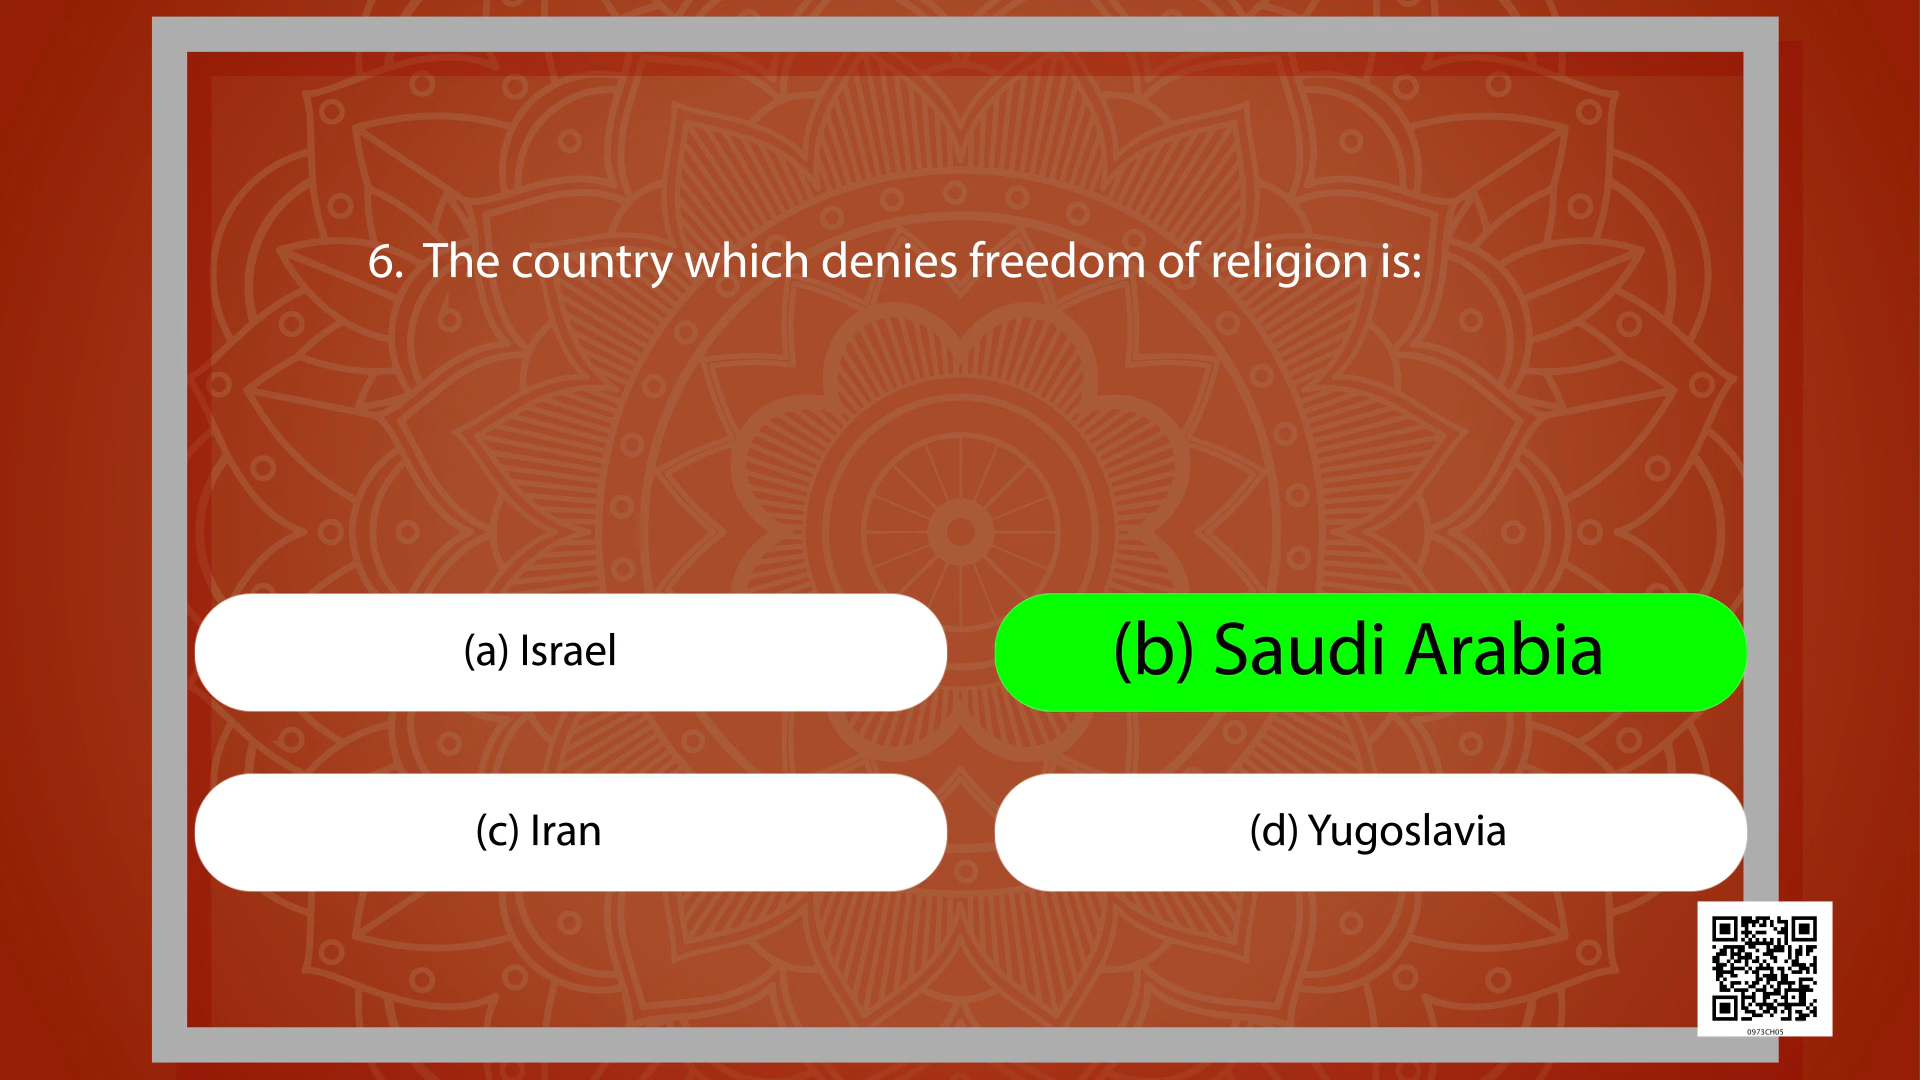 6. The country which denies freedom of religion is:
(a) Israel
(b) Saudi Arabia
(c) Iran
(d) Yugoslavia
0973CH05